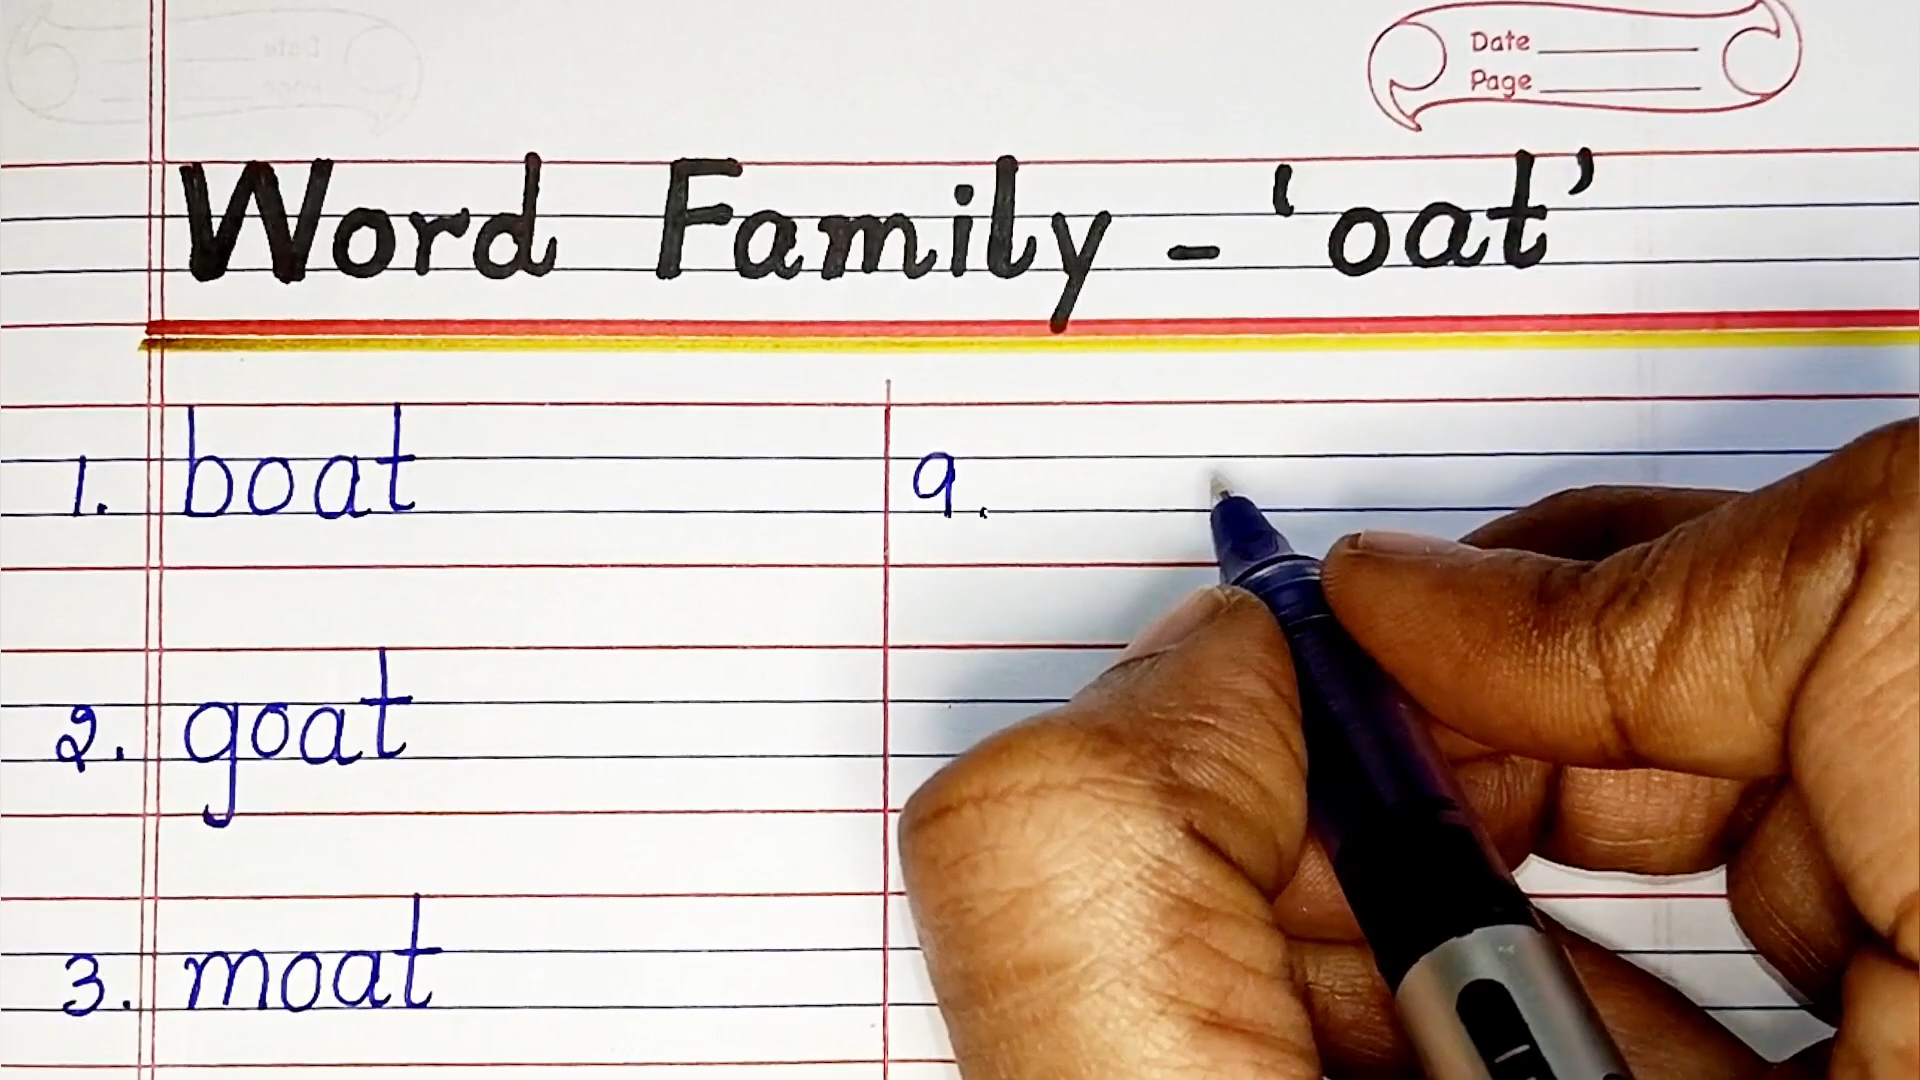 Date
Page
Word Family - 'oat'
1. boat
2. goat
3. moat
9.